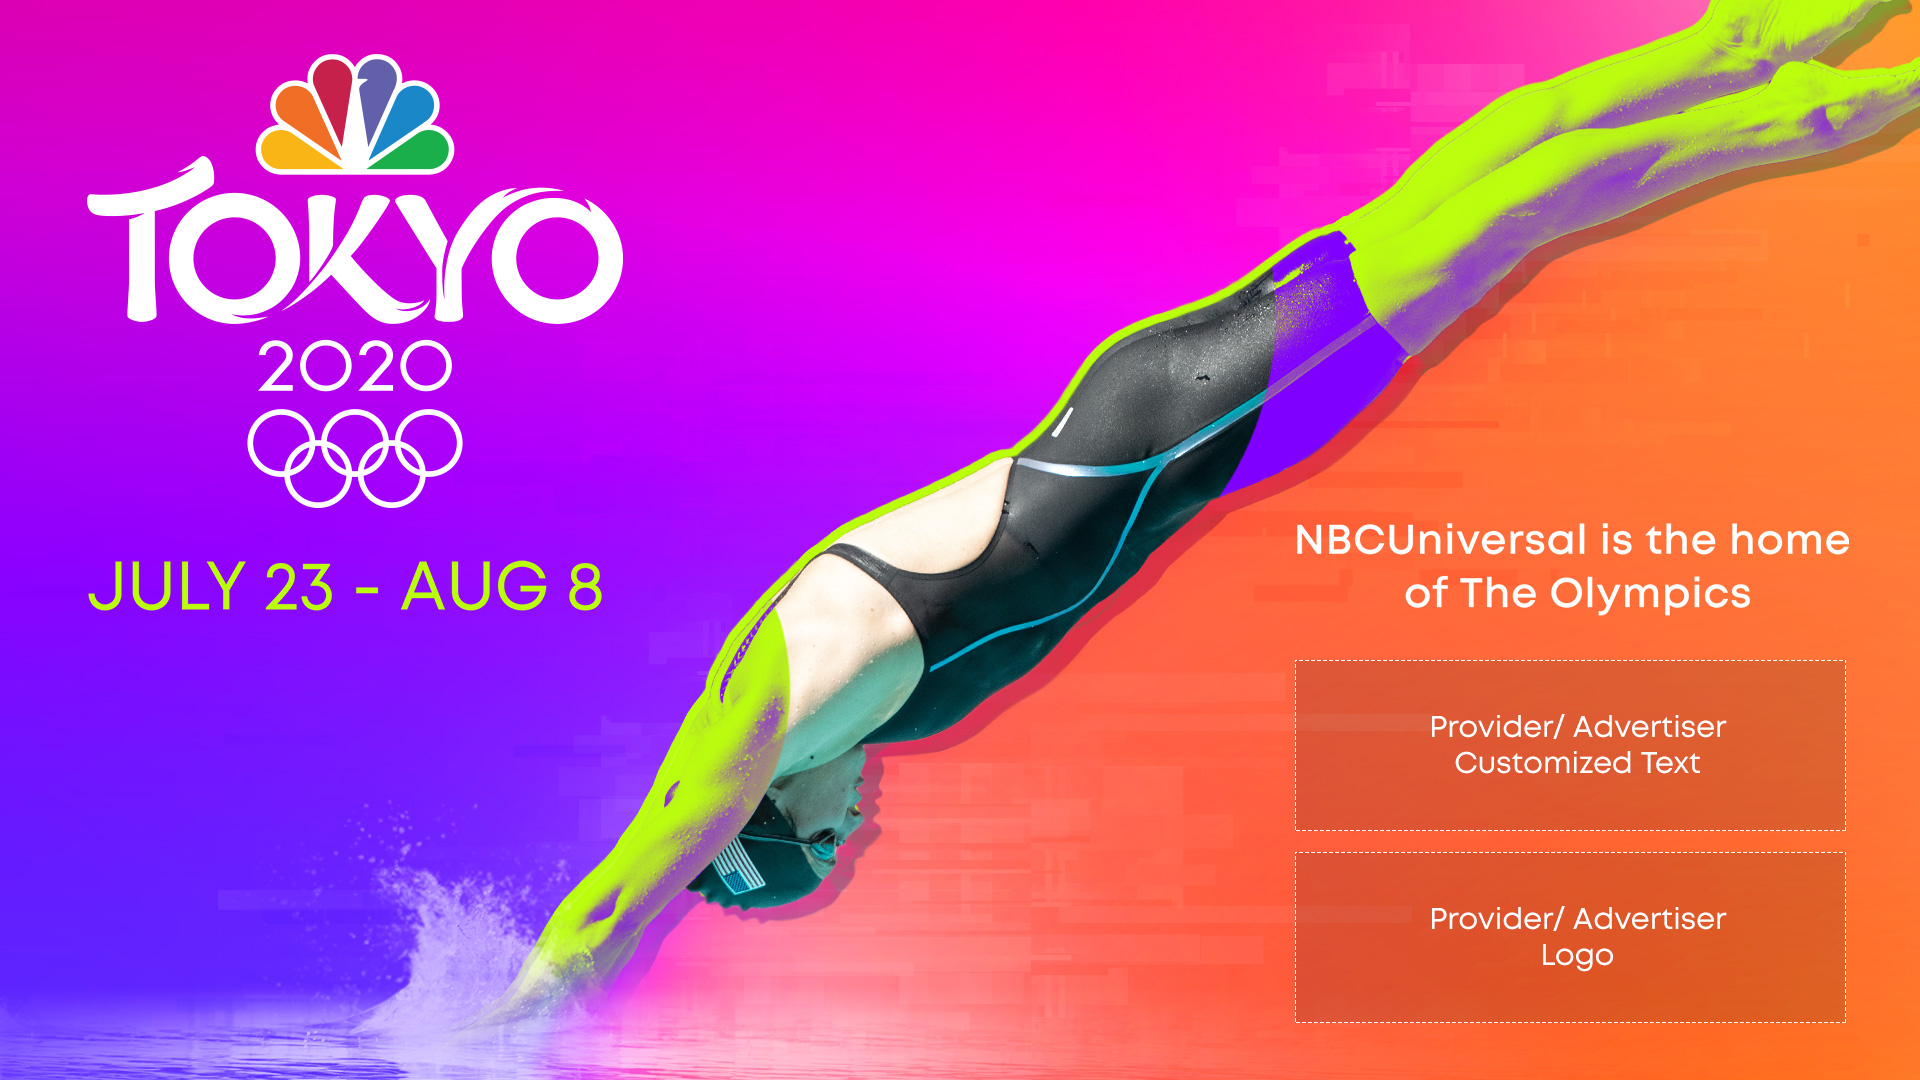 TOKYO
2020
JULY 23 - AUG 8
NBCUniversal is the home
of The Olympics
Provider/ Advertiser
Customized Text
Provider/ Advertiser
Logo